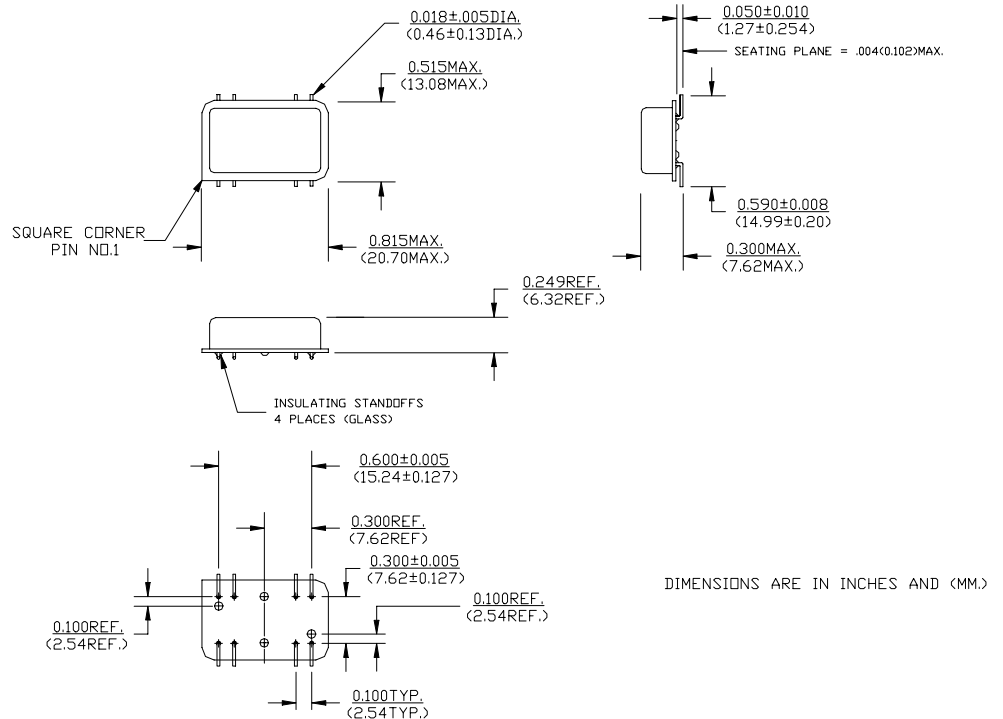 0.018±.005DIA.
(0.46±0.13DIA.)
0.515MAX.
(13.08MAX.)
SQUARE CORNER
PIN NO.1
0.815MAX.
(20.70MAX.)
0.050±0.010
(1.27±0.254)
SEATING PLANE = .004(0.102)MAX.
0.590±0.008
(14.99±0.20)
0.300MAX.
(7.62MAX.)
0.249REF.
(6.32REF.)
INSULATING STANDOFFS
4 PLACES (GLASS)
0.600±0.005
(15.24±0.127)
0.300REF.
(7.62REF)
0.300±0.005
(7.62±0.127)
0.100REF.
(2.54REF.)
0.100REF.
(2.54REF.)
0.100TYP.
(2.54TYP.)
DIMENSIONS ARE IN INCHES AND (MM.)